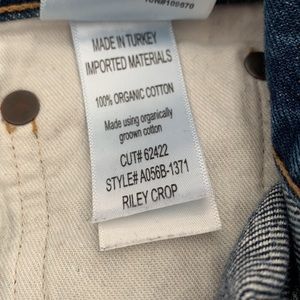 MADE IN TURKEY
IMPORTED MATERIALS
100% ORGANIC COTTON
Made using organically
groown cotton
CUT# 62422
STYLE# A056B-1371
RILEY CROP